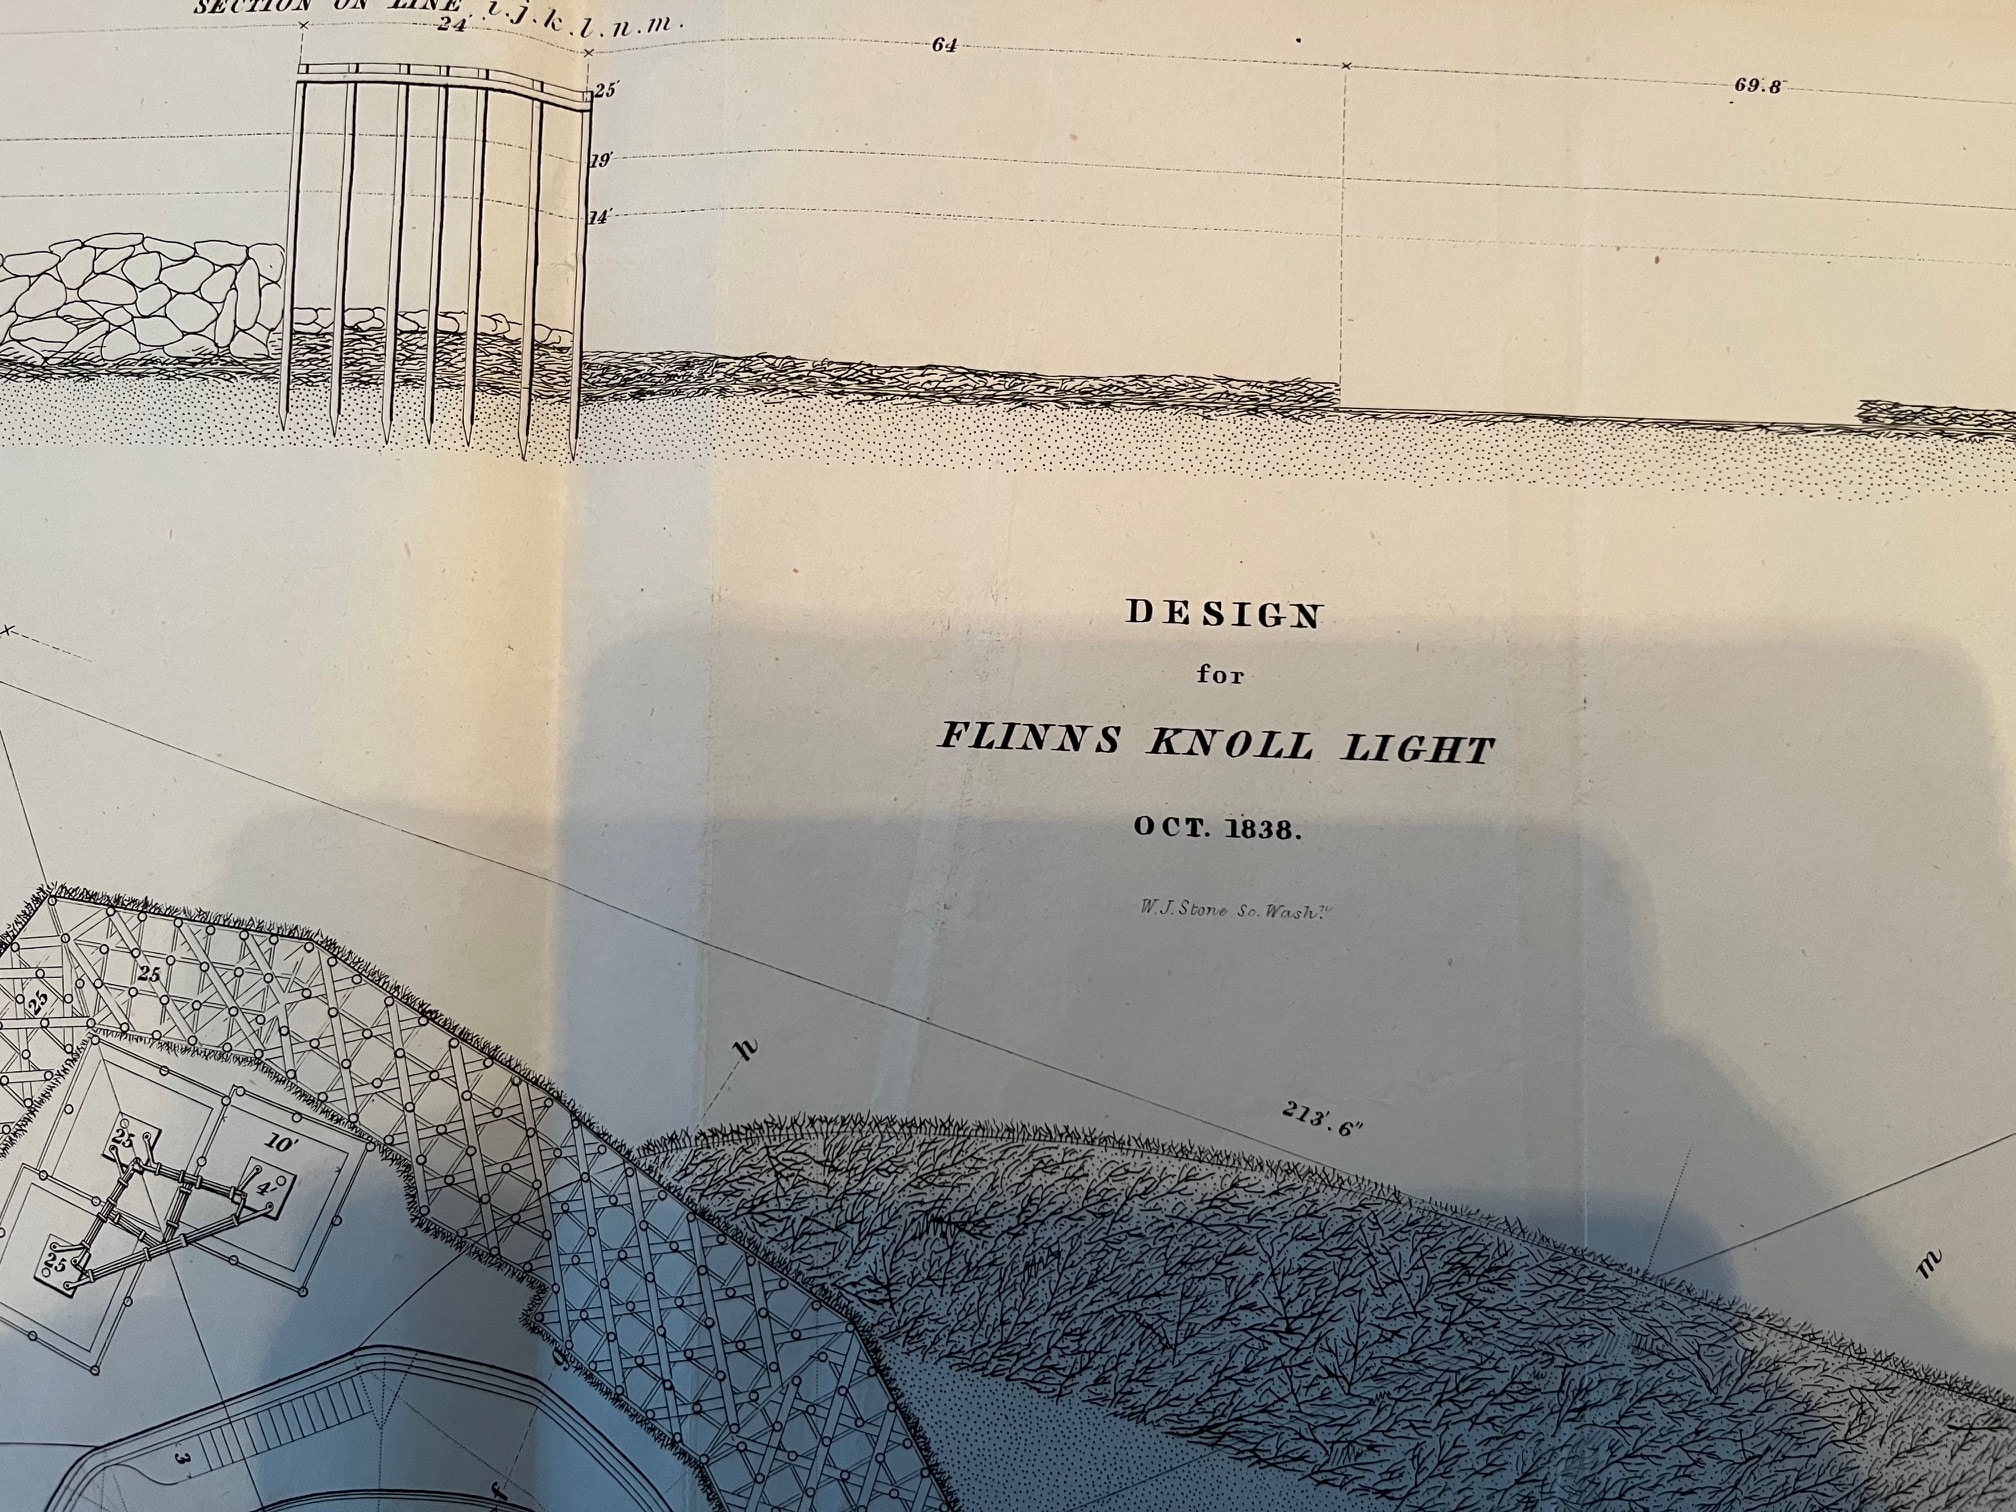 SECTION ON LINE i.j.k.l.n.m.
24'
64
69.8
25'
19'
14'
DESIGN
for
FLINNS KNOLL LIGHT
OCT. 1838.
W.J. Stone Sc. Washⁿ
25
25
h
213'.6"
10'
25
4'
25
m
3'
f